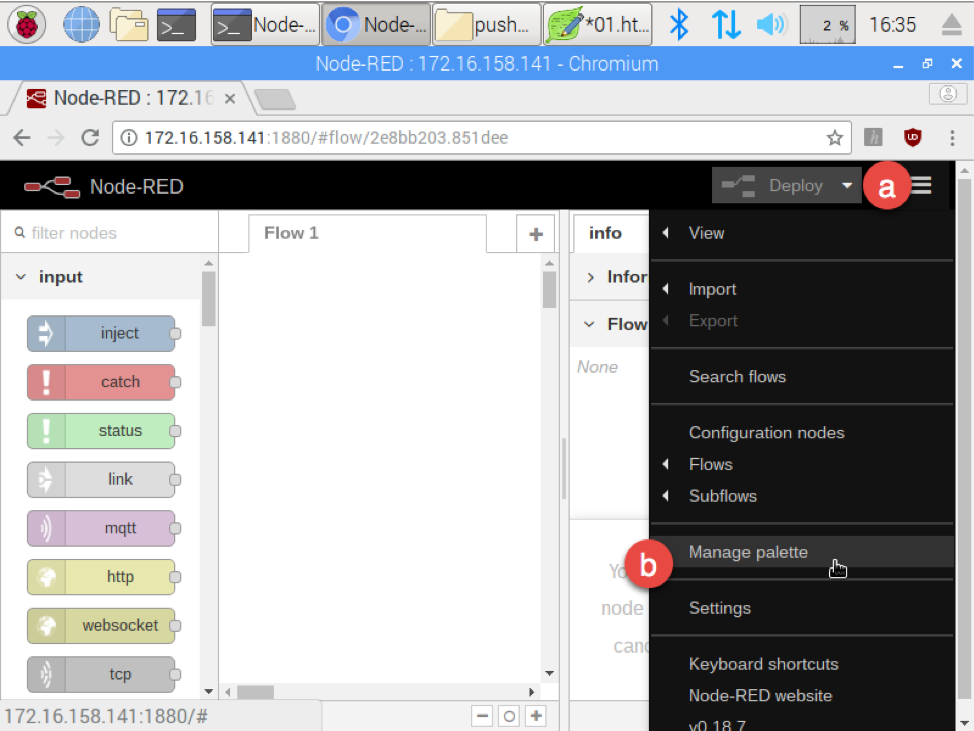 Node-...
Node-...
push...
*01.ht...
2 %
16:35
Node-RED : 172.16.158.141 - Chromium
Node-RED : 172.16
172.16.158.141:1880/#flow/2e8bb203.851dee
h
Node-RED
Deploy
a
filter nodes
Flow 1
info
View
input
Infor
Import
inject
Flow
Export
None
catch
Search flows
status
Configuration nodes
link
Flows
Subflows
mqtt
Manage palette
b
Yo
http
node
Settings
websocket
canc
Keyboard shortcuts
tcp
Node-RED website
172.16.158.141:1880/#
v0.18.7